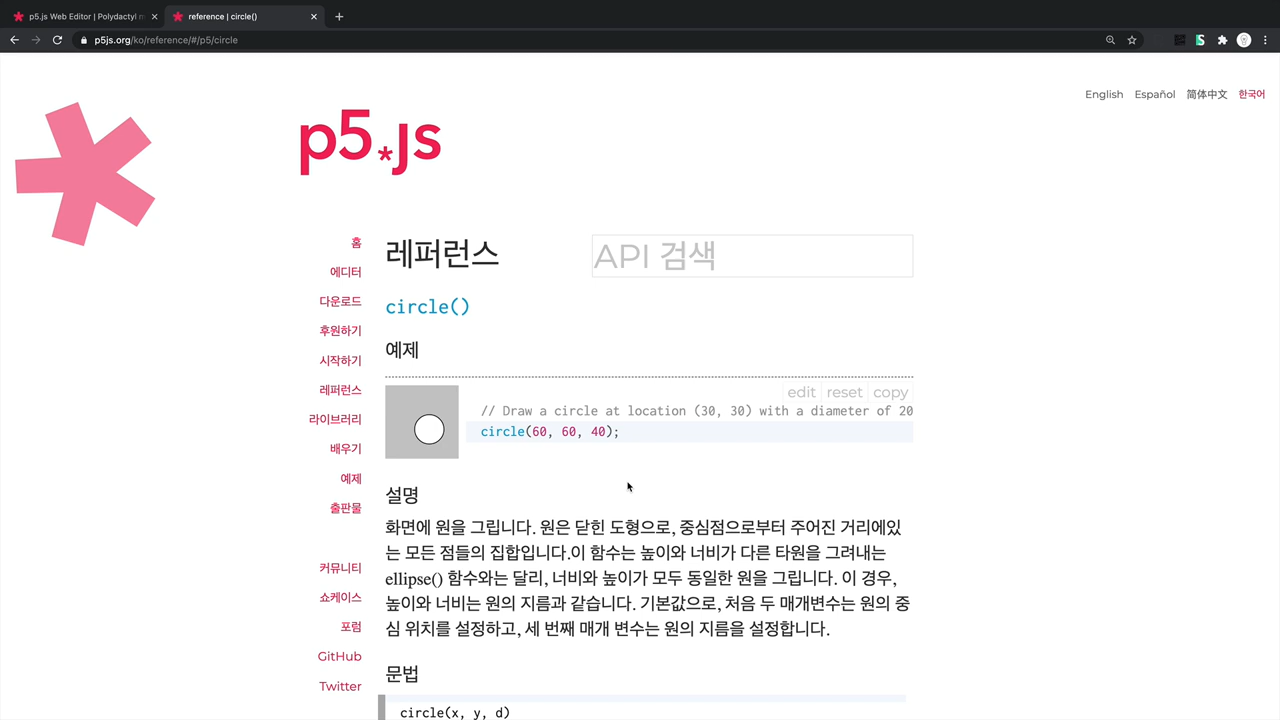 p5.js Web Editor | Polydactyl m
reference | circle()
p5js.org/ko/reference/#/p5/circle
English Español 简体中文 한국어
p5*js
홈
에디터
다운로드
후원하기
시작하기
레퍼런스
라이브러리
배우기
예제
출판물
커뮤니티
쇼케이스
포럼
GitHub
Twitter
레퍼런스
API 검색
circle()
예제
edit reset copy
// Draw a circle at location (30, 30) with a diameter of 20
circle(60, 60, 40);
설명
화면에 원을 그립니다. 원은 닫힌 도형으로, 중심점으로부터 주어진 거리에있
는 모든 점들의 집합입니다.이 함수는 높이와 너비가 다른 타원을 그려내는
ellipse() 함수와는 달리, 너비와 높이가 모두 동일한 원을 그립니다. 이 경우,
높이와 너비는 원의 지름과 같습니다. 기본값으로, 처음 두 매개변수는 원의 중
심 위치를 설정하고, 세 번째 매개 변수는 원의 지름을 설정합니다.
문법
circle(x, y, d)